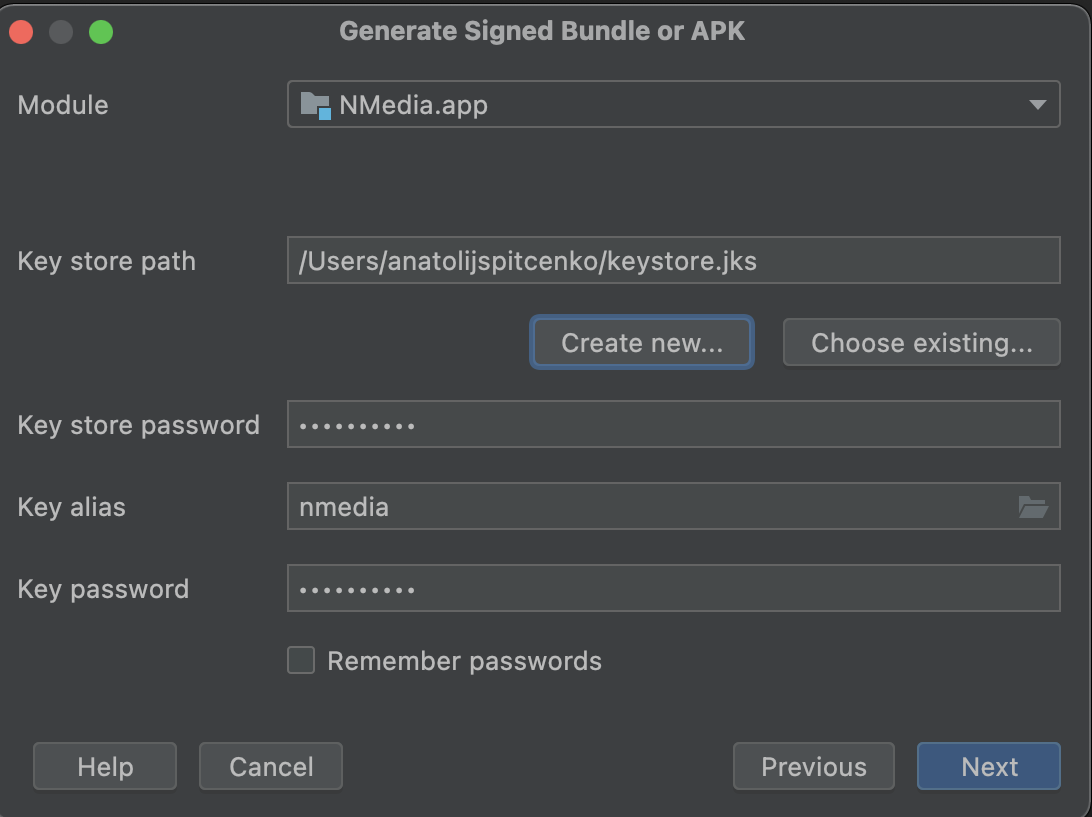 Generate Signed Bundle or APK
Module
NMedia.app
Key store path
/Users/anatolijspitcenko/keystore.jks
Create new...
Choose existing...
Key store password
••••••••••
Key alias
nmedia
Key password
••••••••••
Remember passwords
Help
Cancel
Previous
Next